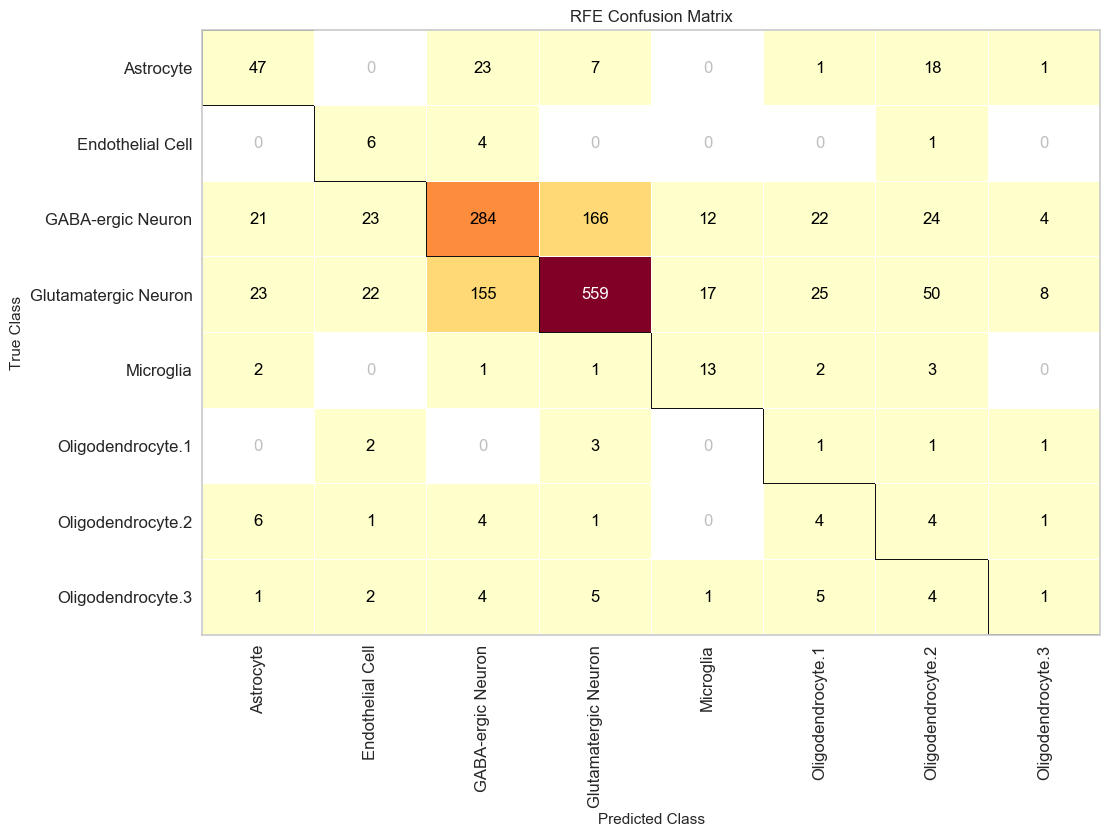 RFE Confusion Matrix
True Class
Astrocyte 47 0 23 7 0 1 18 1
Endothelial Cell 0 6 4 0 0 0 1 0
GABA-ergic Neuron 21 23 284 166 12 22 24 4
Glutamatergic Neuron 23 22 155 559 17 25 50 8
Microglia 2 0 1 1 13 2 3 0
Oligodendrocyte.1 0 2 0 3 0 1 1 1
Oligodendrocyte.2 6 1 4 1 0 4 4 1
Oligodendrocyte.3 1 2 4 5 1 5 4 1
Astrocyte
Endothelial Cell
GABA-ergic Neuron
Glutamatergic Neuron
Microglia
Oligodendrocyte.1
Oligodendrocyte.2
Oligodendrocyte.3
Predicted Class